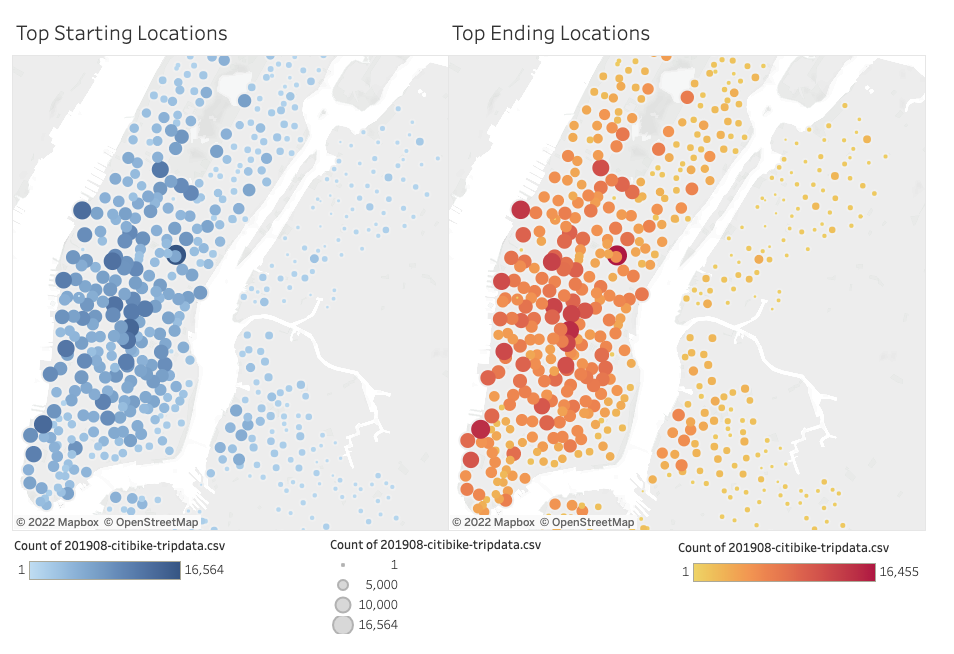 Top Starting Locations
Top Ending Locations
© 2022 Mapbox © OpenStreetMap
© 2022 Mapbox © OpenStreetMap
Count of 201908-citibike-tripdata.csv
1 16,564
Count of 201908-citibike-tripdata.csv
1
5,000
10,000
16,564
Count of 201908-citibike-tripdata.csv
1 16,455